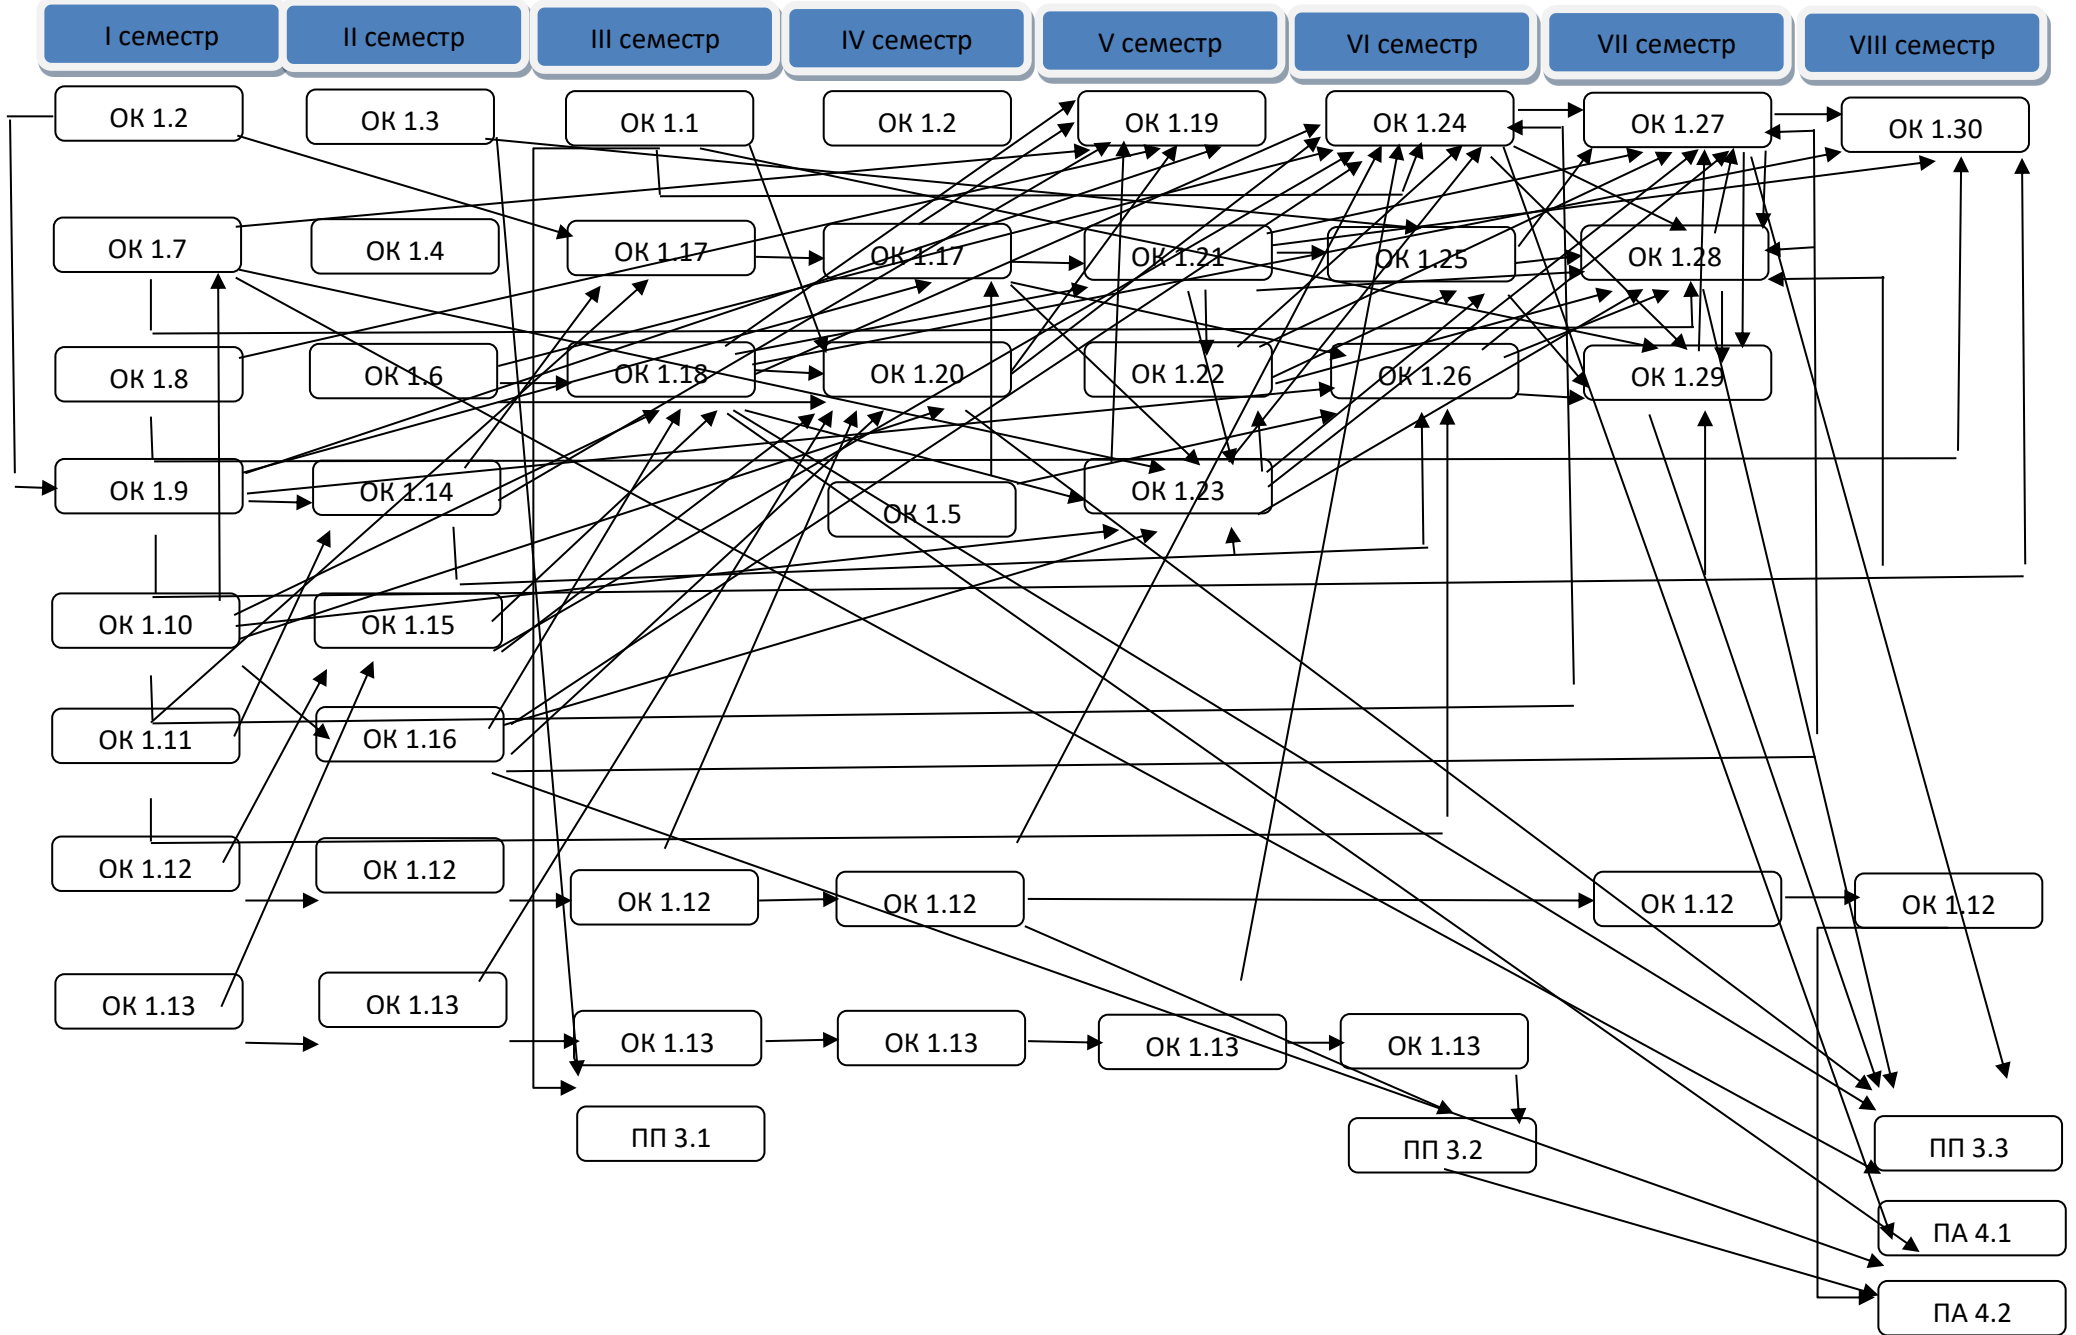 I семестр
II семестр
III семестр
IV семестр
V семестр
VI семестр
VII семестр
VIII семестр
ОК 1.2
ОК 1.3
ОК 1.1
ОК 1.2
ОК 1.19
ОК 1.24
ОК 1.27
ОК 1.30
ОК 1.7
ОК 1.4
ОК 1.17
ОК 1.17
ОК 1.21
ОК 1.25
ОК 1.28
ОК 1.8
ОК 1.6
ОК 1.18
ОК 1.20
ОК 1.22
ОК 1.26
ОК 1.29
ОК 1.9
ОК 1.14
ОК 1.5
ОК 1.23
ОК 1.10
ОК 1.15
ОК 1.11
ОК 1.16
ОК 1.12
ОК 1.12
ОК 1.12
ОК 1.12
ОК 1.12
ОК 1.12
ОК 1.13
ОК 1.13
ОК 1.13
ОК 1.13
ОК 1.13
ОК 1.13
ПП 3.1
ПП 3.2
ПП 3.3
ПА 4.1
ПА 4.2